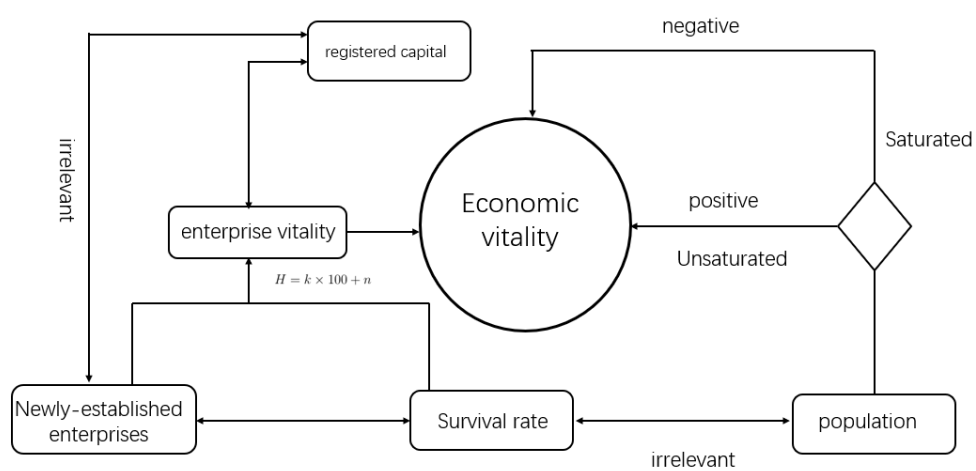 negative
registered capital
irrelevant
Saturated
Economic
vitality
positive
enterprise vitality
Unsaturated
H = k × 100 + n
Newly-established
enterprises
Survival rate
population
irrelevant